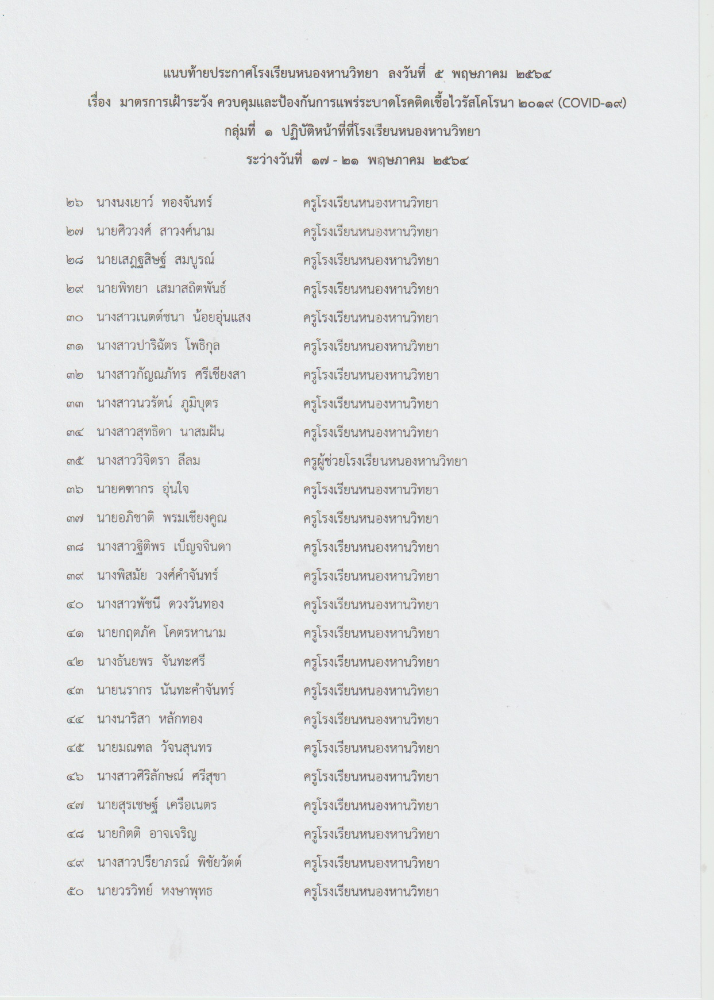 แนบท้ายประกาศโรงเรียนหนองหานวิทยา ลงวันที่ ๕ พฤษภาคม ๒๕๖๔
เรื่อง มาตรการเฝ้าระวัง ควบคุมและป้องกันการแพร่ระบาดโรคติดเชื้อไวรัสโคโรนา ๒๐๑๙ (COVID-๑๙)
กลุ่มที่ ๑ ปฏิบัติหน้าที่ที่โรงเรียนหนองหานวิทยา
ระว่างวันที่ ๑๗ - ๒๑ พฤษภาคม ๒๕๖๔
๒๖ นางนงเยาว์ ทองจันทร์ ครูโรงเรียนหนองหานวิทยา
๒๗ นายศิววงศ์ สาวงศ์นาม ครูโรงเรียนหนองหานวิทยา
๒๘ นายเสฎฐสิษฐ์ สมบูรณ์ ครูโรงเรียนหนองหานวิทยา
๒๙ นายพิทยา เสมาสถิตพันธ์ ครูโรงเรียนหนองหานวิทยา
๓๐ นางสาวเนตต์ชนา น้อยอุ่นแสง ครูโรงเรียนหนองหานวิทยา
๓๑ นางสาวปาริฉัตร โพธิกุล ครูโรงเรียนหนองหานวิทยา
๓๒ นางสาวกัญณภัทร ศรีเชียงสา ครูโรงเรียนหนองหานวิทยา
๓๓ นางสาวนวรัตน์ ภูมิบุตร ครูโรงเรียนหนองหานวิทยา
๓๔ นางสาวสุทธิดา นาสมฝัน ครูโรงเรียนหนองหานวิทยา
๓๕ นางสาววิจิตรา ลีลม ครูผู้ช่วยโรงเรียนหนองหานวิทยา
๓๖ นายคฑากร อุ่นใจ ครูโรงเรียนหนองหานวิทยา
๓๗ นายอภิชาติ พรมเชียงคูณ ครูโรงเรียนหนองหานวิทยา
๓๘ นางสาวฐิติพร เบ็ญจจินดา ครูโรงเรียนหนองหานวิทยา
๓๙ นางพิสมัย วงศ์คำจันทร์ ครูโรงเรียนหนองหานวิทยา
๔๐ นางสาวพัชนี ดวงวันทอง ครูโรงเรียนหนองหานวิทยา
๔๑ นายกฤตภัค โคตรหานาม ครูโรงเรียนหนองหานวิทยา
๔๒ นางธันยพร จันทะศรี ครูโรงเรียนหนองหานวิทยา
๔๓ นายนรากร นันทะคำจันทร์ ครูโรงเรียนหนองหานวิทยา
๔๔ นางนาริสา หลักทอง ครูโรงเรียนหนองหานวิทยา
๔๕ นายมณฑล วัจนสุนทร ครูโรงเรียนหนองหานวิทยา
๔๖ นางสาวศิริลักษณ์ ศรีสุขา ครูโรงเรียนหนองหานวิทยา
๔๗ นายสุรเชษฐ์ เครือเนตร ครูโรงเรียนหนองหานวิทยา
๔๘ นายกิตติ อาจเจริญ ครูโรงเรียนหนองหานวิทยา
๔๙ นางสาวปรียาภรณ์ พิชัยวัตต์ ครูโรงเรียนหนองหานวิทยา
๕๐ นายวรวิทย์ หงษาพุทธ ครูโรงเรียนหนองหานวิทยา